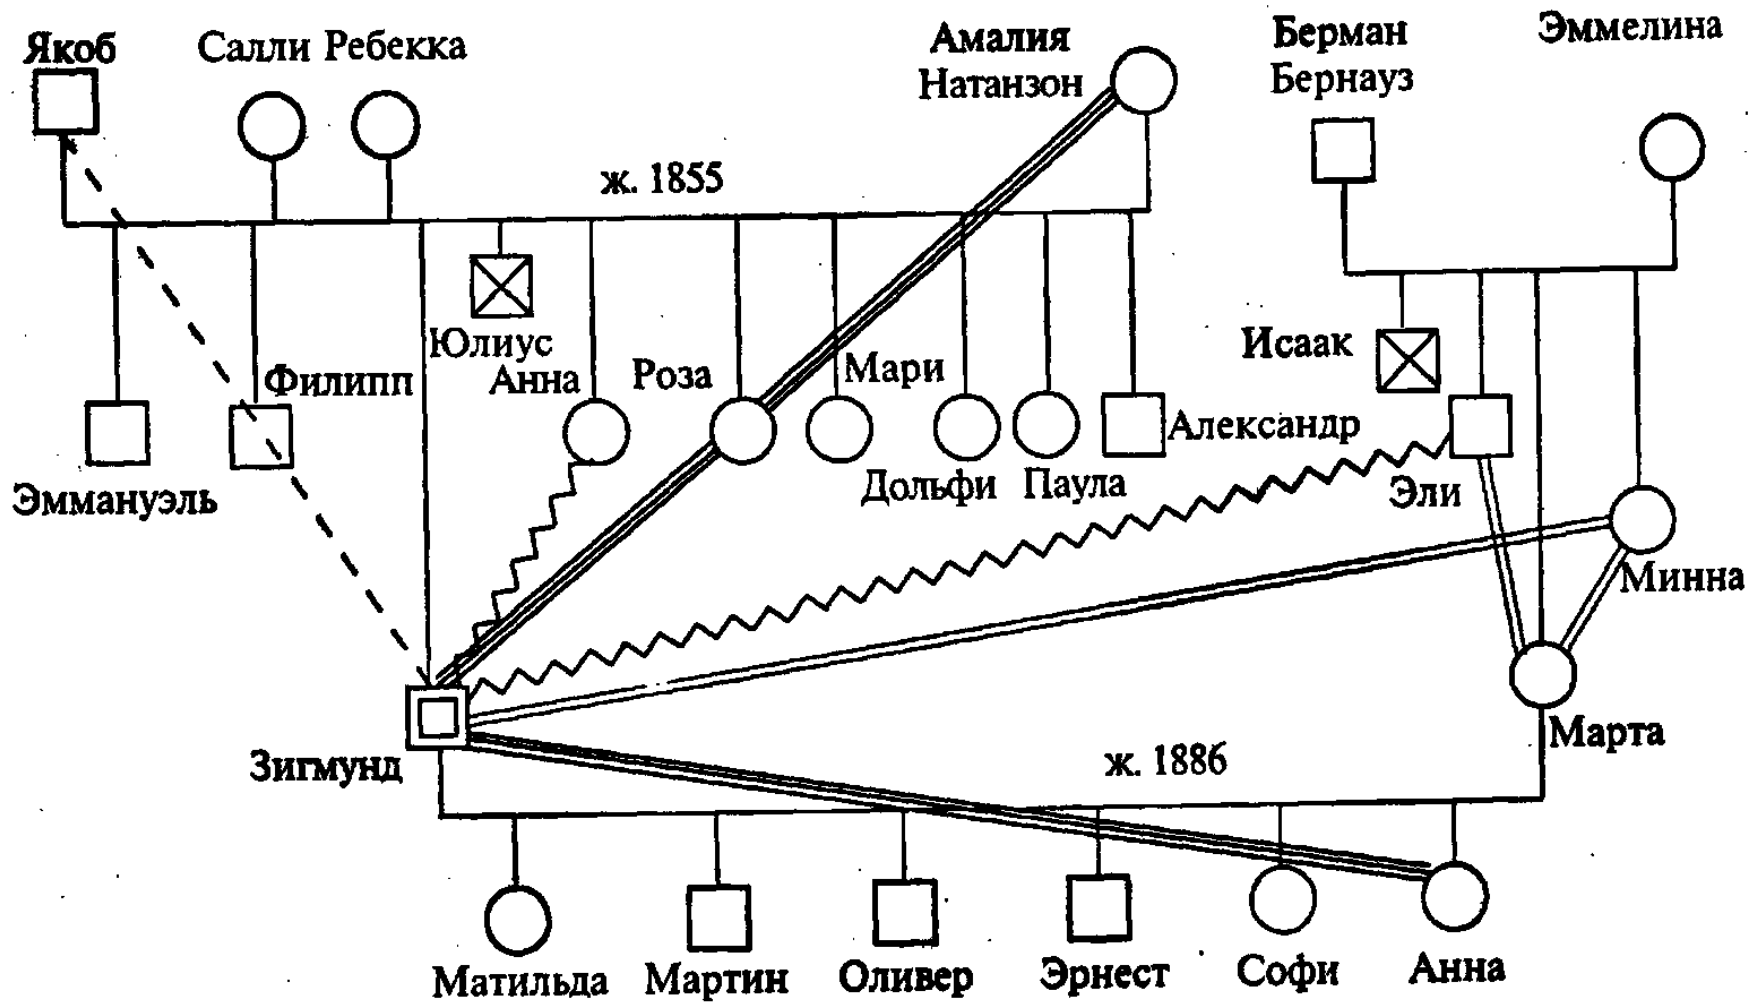 Якоб
Салли Ребекка
Амалия
Натанзон
Берман
Бернауз
Эммелина
ж. 1855
Юлиус
Анна
Филипп
Роза
Мари
Исаак
Александр
Эммануэль
Дольфи
Паула
Эли
Минна
Марта
Зигмунд
ж. 1886
Матильда
Мартин
Оливер
Эрнест
Софи
Анна